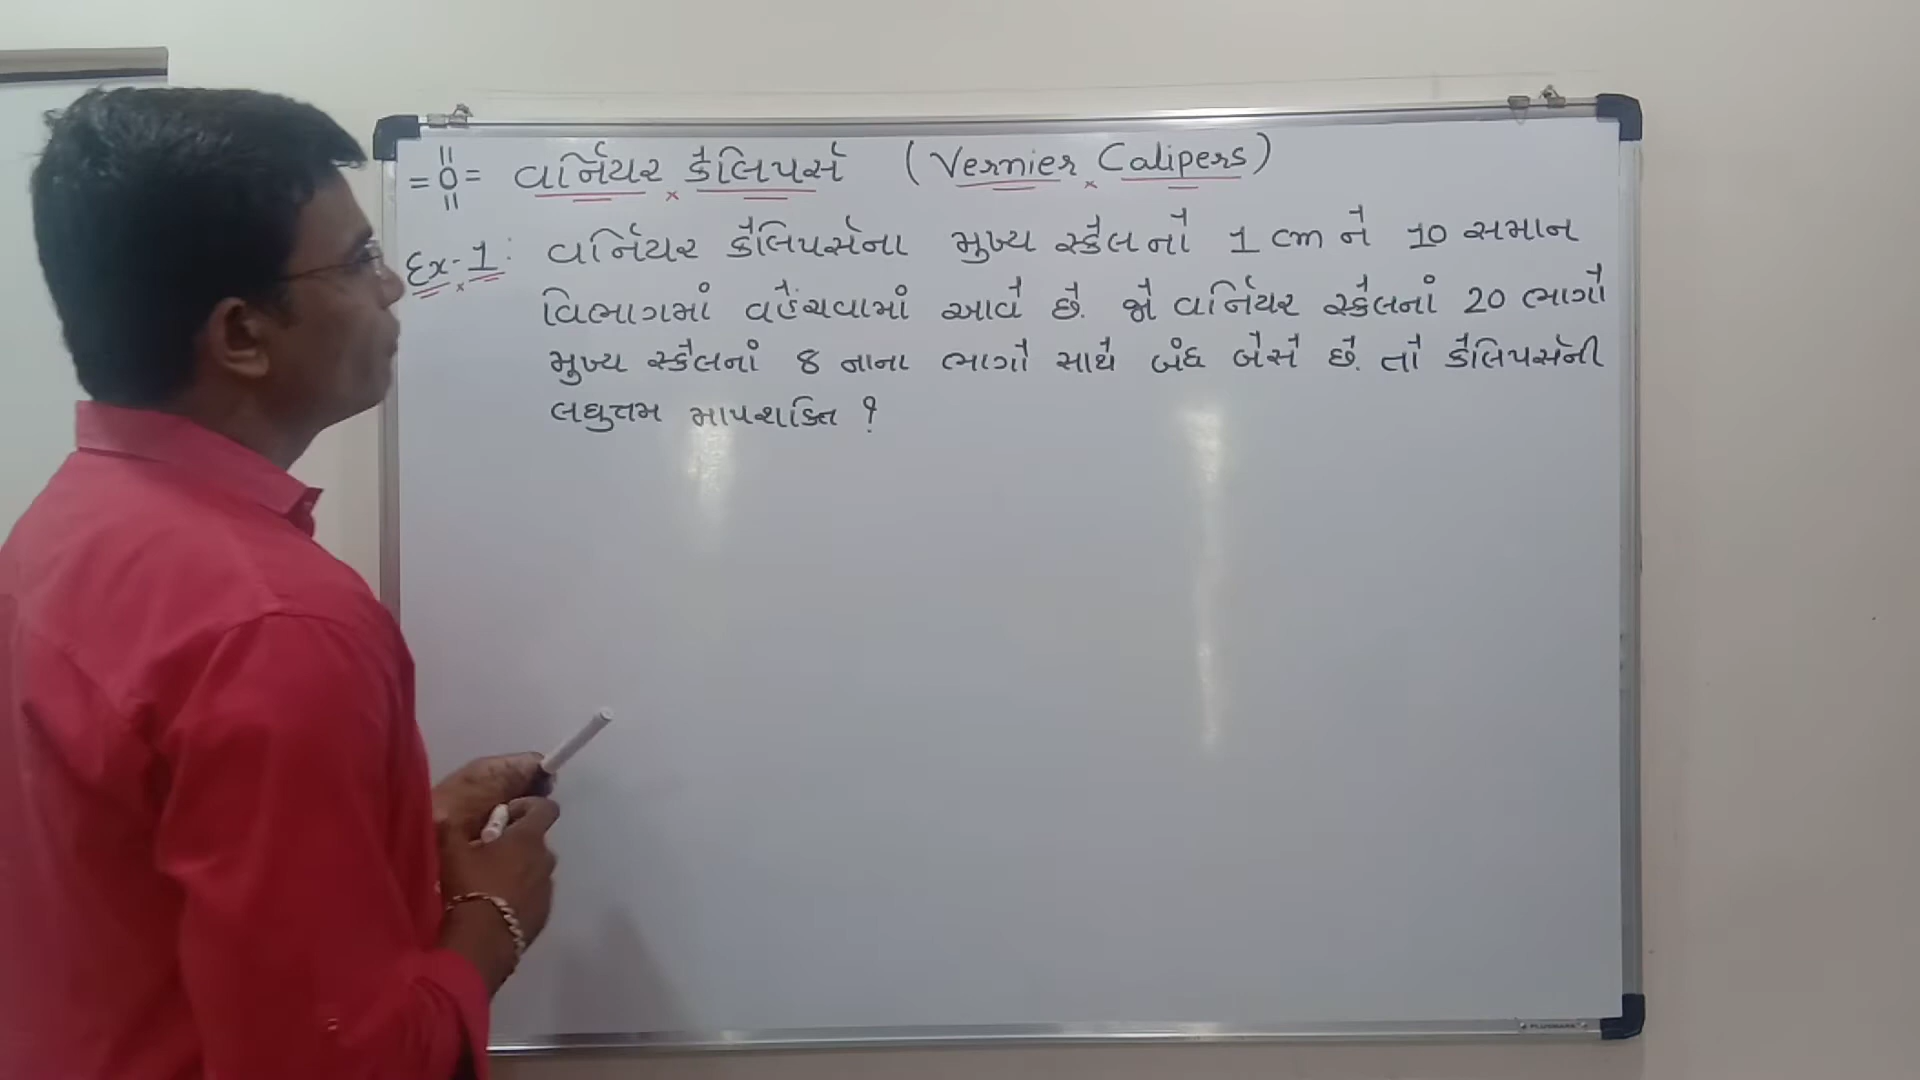 વર્નિયર કેલિપર્સ (Vernier Calipers)
Ex-1: વર્નિયર કેલિપર્સના મુખ્ય સ્કેલનો 1 cm ને 10 સમાન
વિભાગમાં વહેંચવામાં આવે છે. જો વર્નિયર સ્કેલનાં 20 ભાગો
મુખ્ય સ્કેલનાં 8 નાના ભાગો સાથે બંધ બેસે છે. તો કેલિપર્સની
લઘુત્તમ માપશક્તિ ?